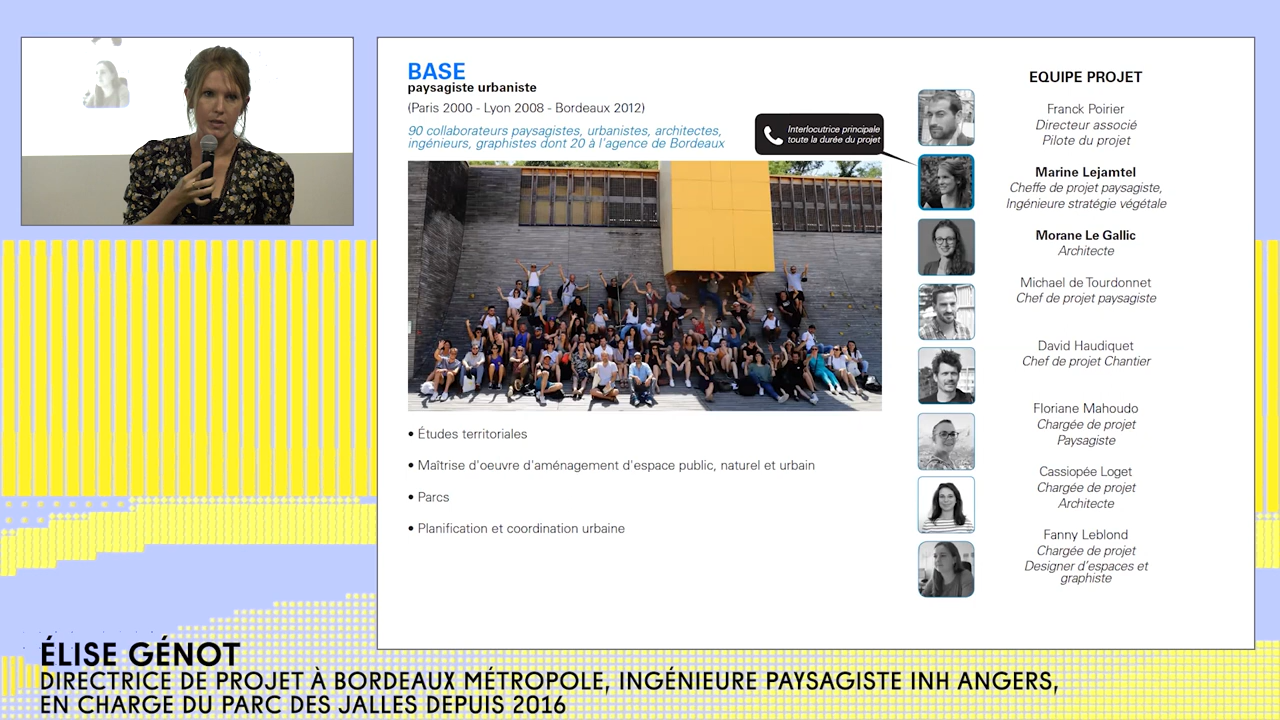 BASE
paysagiste urbaniste
(Paris 2000 - Lyon 2008 - Bordeaux 2012)
90 collaborateurs paysagistes, urbanistes, architectes,
ingénieurs, graphistes dont 20 à l'agence de Bordeaux
Interlocutrice principale
toute la durée du projet
• Études territoriales
• Maîtrise d'oeuvre d'aménagement d'espace public, naturel et urbain
• Parcs
• Planification et coordination urbaine
EQUIPE PROJET
Franck Poirier
Directeur associé
Pilote du projet
Marine Lejamtel
Cheffe de projet paysagiste,
Ingénieure stratégie végétale
Morane Le Gallic
Architecte
Michael de Tourdonnet
Chef de projet paysagiste
David Haudiquet
Chef de projet Chantier
Floriane Mahoudo
Chargée de projet
Paysagiste
Cassiopée Loget
Chargée de projet
Architecte
Fanny Leblond
Chargée de projet
Designer d'espaces et
graphiste
ÉLISE GÉNOT
DIRECTRICE DE PROJET À BORDEAUX MÉTROPOLE, INGÉNIEURE PAYSAGISTE INH ANGERS,
EN CHARGE DU PARC DES JALLES DEPUIS 2016